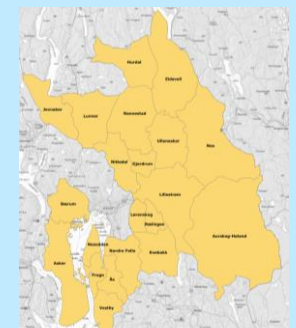 Hurdal
Eidsvoll
Jevnaker
Lunner
Nannestad
Ullensaker
Nes
Nittedal
Gjerdrum
Lillestrøm
Bærum
Lørenskog
Rælingen
Aurskog-Høland
Asker
Nesodden
Nordre Follo
Enebakk
Frogn
Ås
Vestby